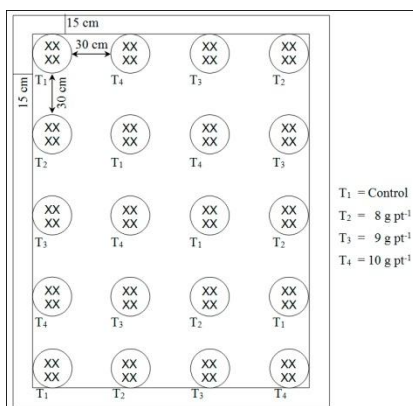 15 cm
XX XX XX XX
XX XX XX XX
30 cm
T₁ T₄ T₃ T₂
15 cm
30 cm
XX XX XX XX
XX XX XX XX
T₂ T₁ T₄ T₃
XX XX XX XX
XX XX XX XX
T₃ T₄ T₁ T₂
XX XX XX XX
XX XX XX XX
T₄ T₃ T₂ T₁
XX XX XX XX
XX XX XX XX
T₁ T₂ T₃ T₄
T₁ = Control
T₂ = 8 g pt⁻¹
T₃ = 9 g pt⁻¹
T₄ = 10 g pt⁻¹